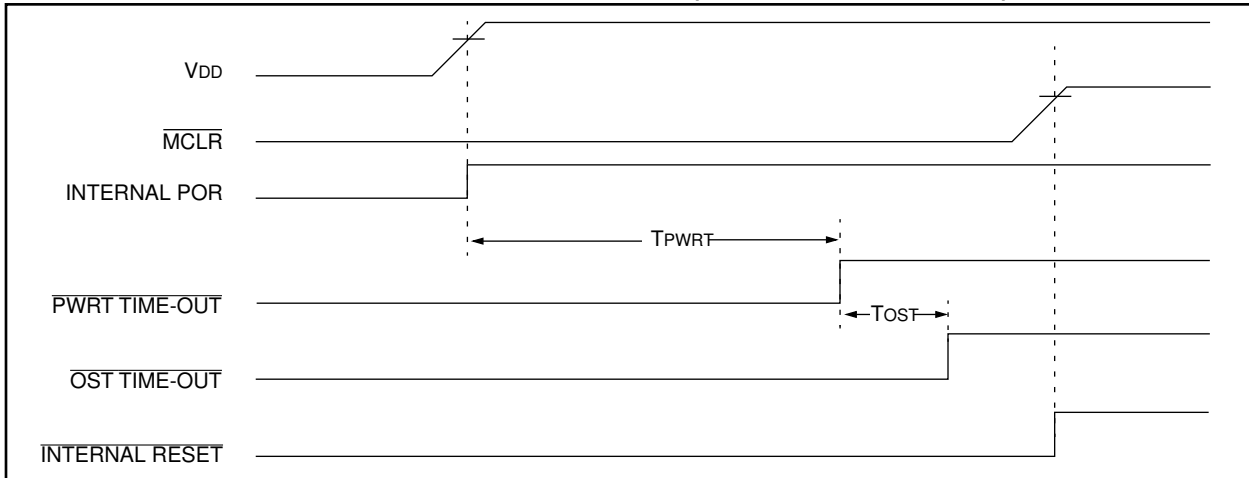 VDD
MCLR
INTERNAL POR
TPWRT
PWRT TIME-OUT
TOST
OST TIME-OUT
INTERNAL RESET